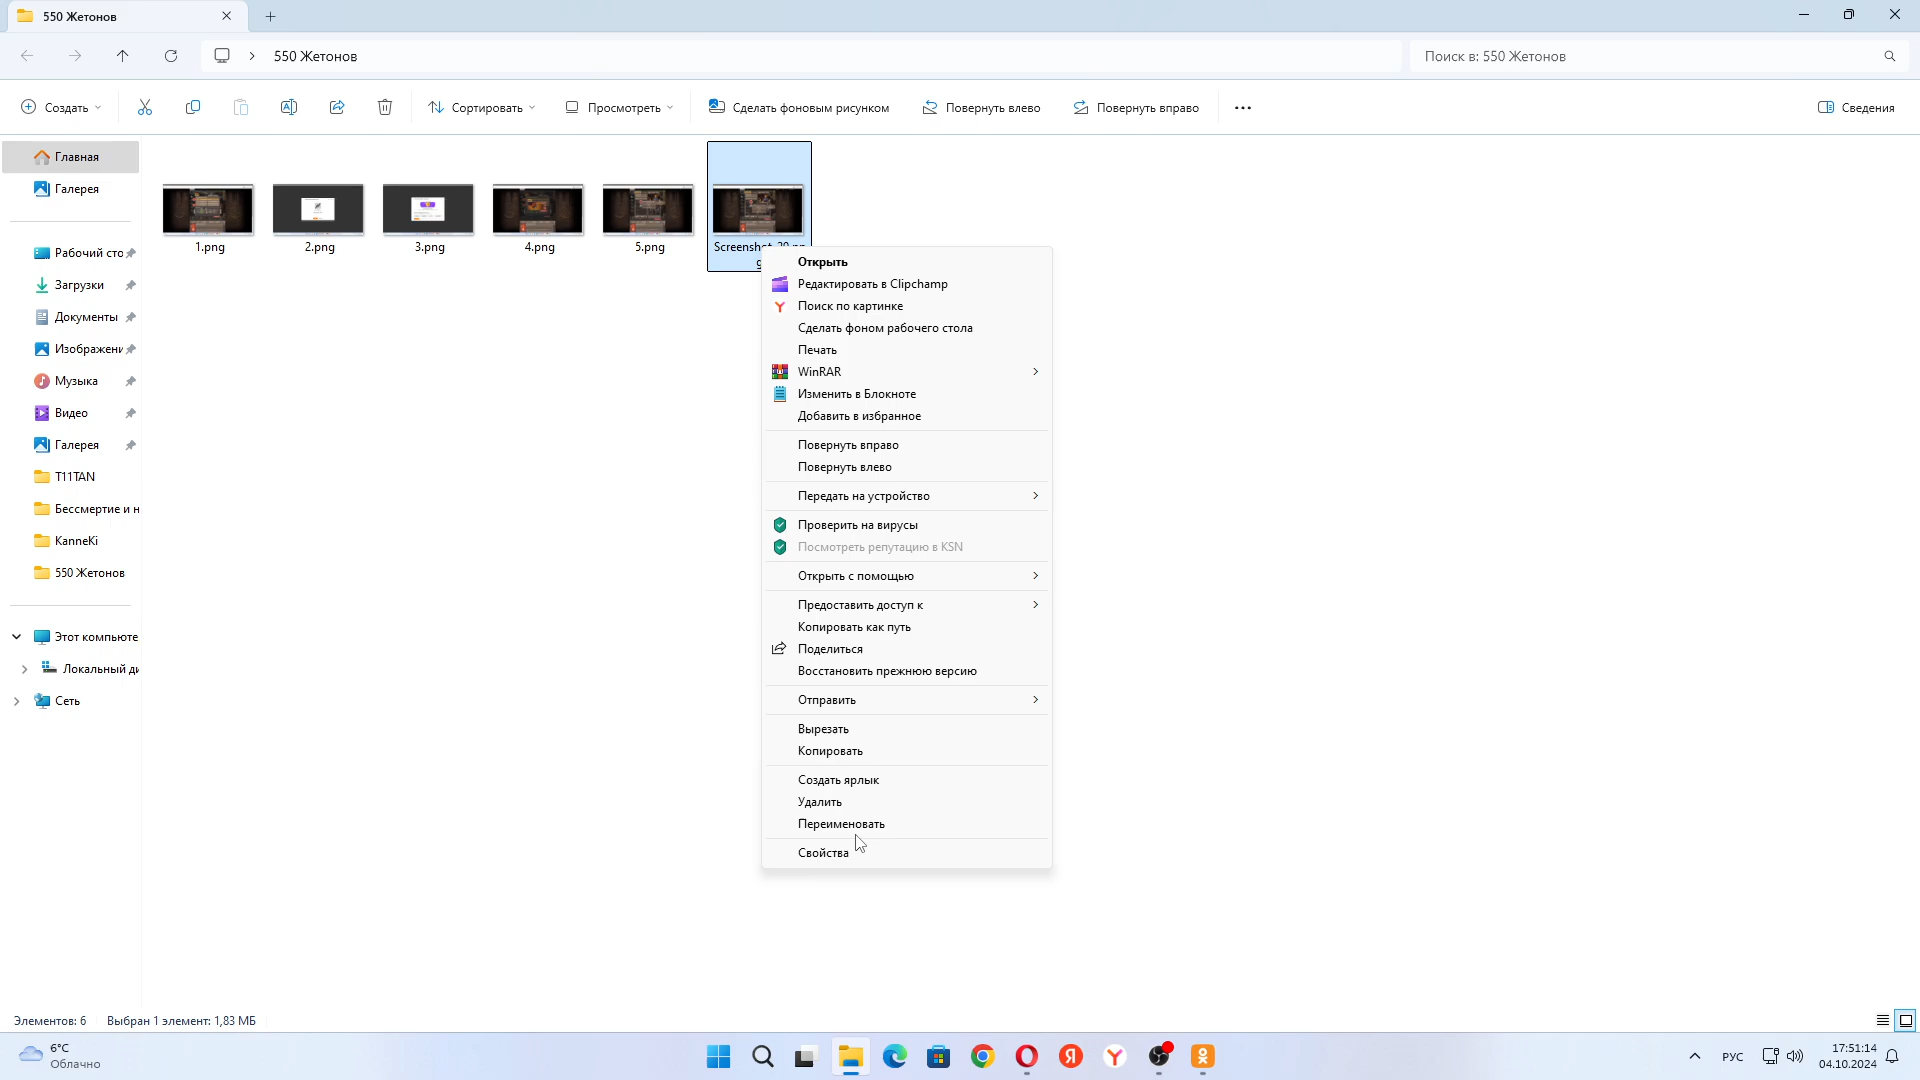 550 Жетонов
550 Жетонов
Поиск в: 550 Жетонов
Создать
Сортировать
Просмотреть
Сделать фоновым рисунком
Повернуть влево
Повернуть вправо
Сведения
Главная
Галерея
Рабочий сто
Загрузки
Документы
Изображени
Музыка
Видео
Галерея
T11TAN
Бессмертие и н
KanneKi
550 Жетонов
Этот компьюте
Локальный ди
Сеть
1.png
2.png
3.png
4.png
5.png
Открыть
Редактировать в Clipchamp
Поиск по картинке
Сделать фоном рабочего стола
Печать
WinRAR
Изменить в Блокноте
Добавить в избранное
Повернуть вправо
Повернуть влево
Передать на устройство
Проверить на вирусы
Посмотреть репутацию в KSN
Открыть с помощью
Предоставить доступ к
Копировать как путь
Поделиться
Восстановить прежнюю версию
Отправить
Вырезать
Копировать
Создать ярлык
Удалить
Переименовать
Свойства
Элементов: 6
Выбран 1 элемент: 1,83 МБ
6°C
Облачно
РУС
17:51:14
04.10.2024